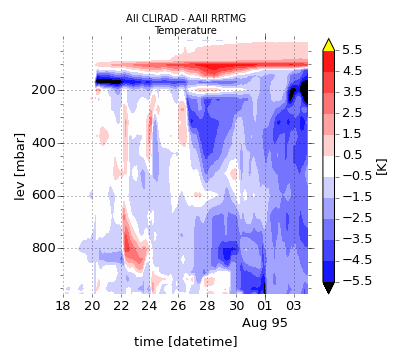 All CLIRAD - AAll RRTMG
Temperature
lev [mbar]
200
400
600
800
18 20 22 24 26 28 30 01 03
Aug 95
time [datetime]
5.5
4.5
3.5
2.5
1.5
0.5
−0.5
−1.5
−2.5
−3.5
−4.5
−5.5
[K]